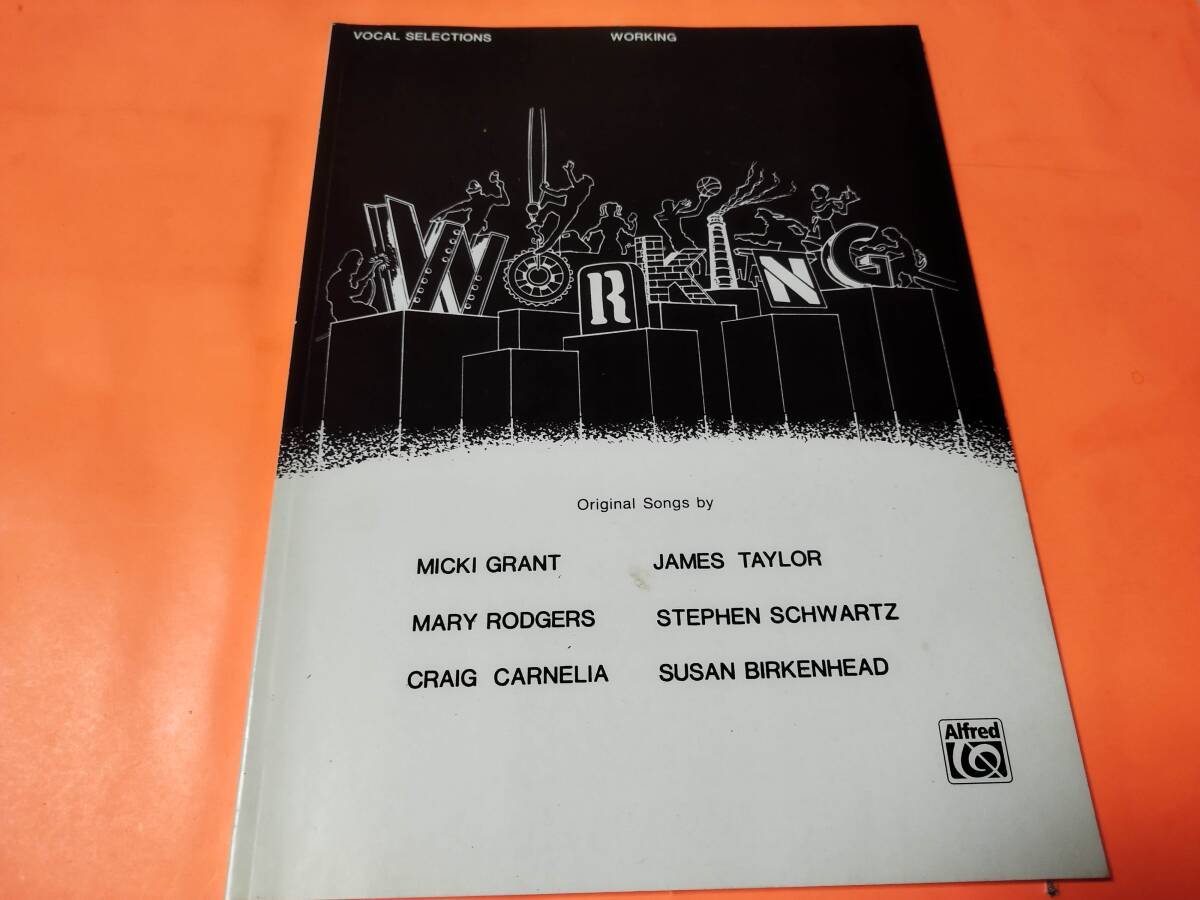 VOCAL SELECTIONS WORKING
WORKING
Original Songs by
MICKI GRANT JAMES TAYLOR
MARY RODGERS STEPHEN SCHWARTZ
CRAIG CARNELIA SUSAN BIRKENHEAD
Alfred